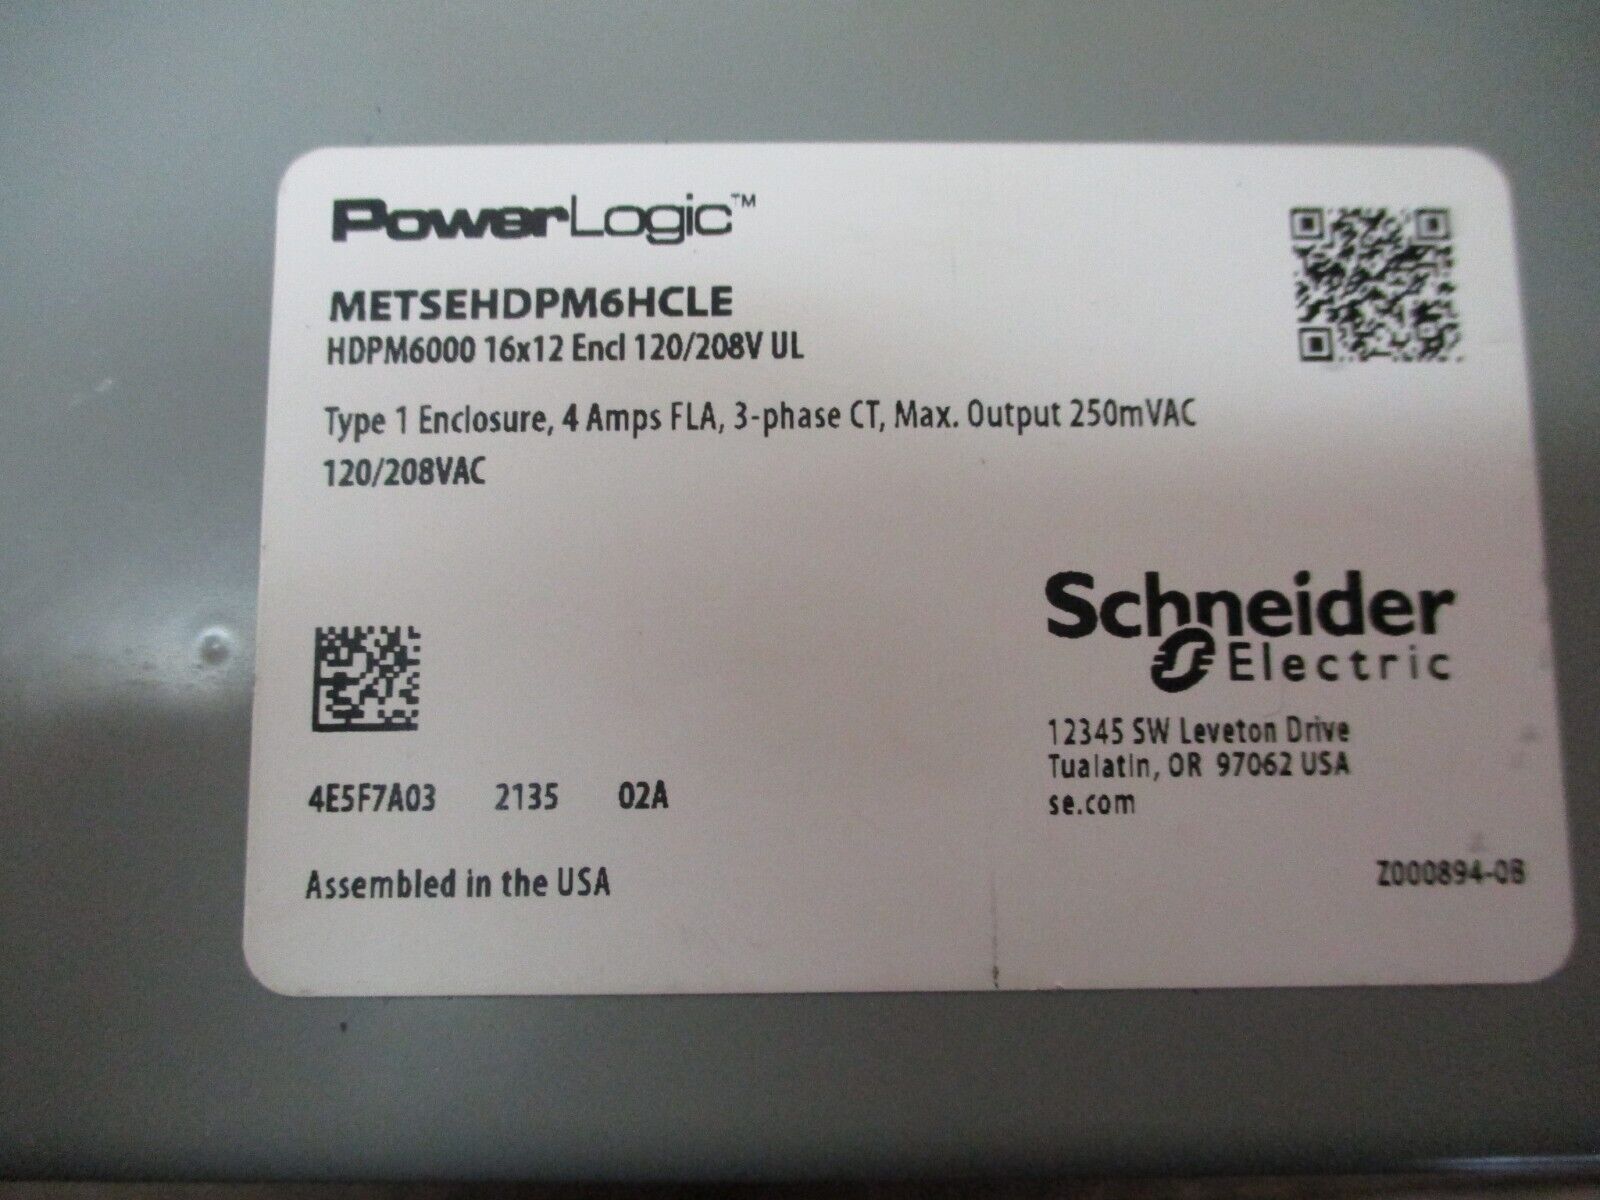 PowerLogic™
METSEHDPM6HCLE
HDPM6000 16x12 Encl 120/208V UL
Type 1 Enclosure, 4 Amps FLA, 3-phase CT, Max. Output 250mVAC
120/208VAC
Schneider
Electric
12345 SW Leveton Drive
Tualatin, OR 97062 USA
se.com
4E5F7A03 2135 02A
Assembled in the USA
Z000894-0B